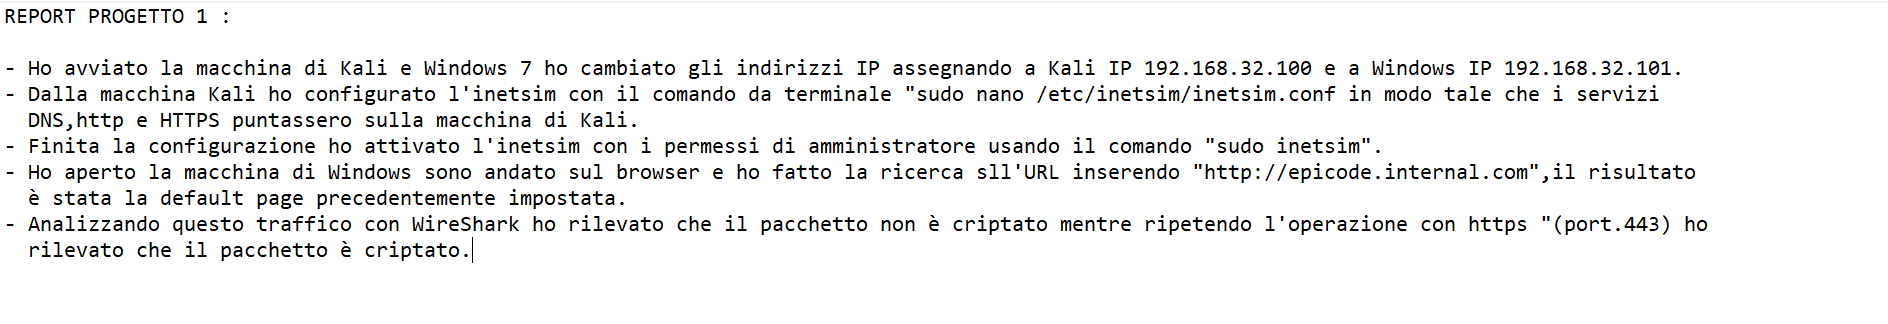 REPORT PROGETTO 1 :
- Ho avviato la macchina di Kali e Windows 7 ho cambiato gli indirizzi IP assegnando a Kali IP 192.168.32.100 e a Windows IP 192.168.32.101.
- Dalla macchina Kali ho configurato l'inetsim con il comando da terminale "sudo nano /etc/inetsim/inetsim.conf in modo tale che i servizi
DNS,http e HTTPS puntassero sulla macchina di Kali.
- Finita la configurazione ho attivato l'inetsim con i permessi di amministratore usando il comando "sudo inetsim".
- Ho aperto la macchina di Windows sono andato sul browser e ho fatto la ricerca sll'URL inserendo "http://epicode.internal.com",il risultato
è stata la default page precedentemente impostata.
- Analizzando questo traffico con WireShark ho rilevato che il pacchetto non è criptato mentre ripetendo l'operazione con https "(port.443) ho
rilevato che il pacchetto è criptato.